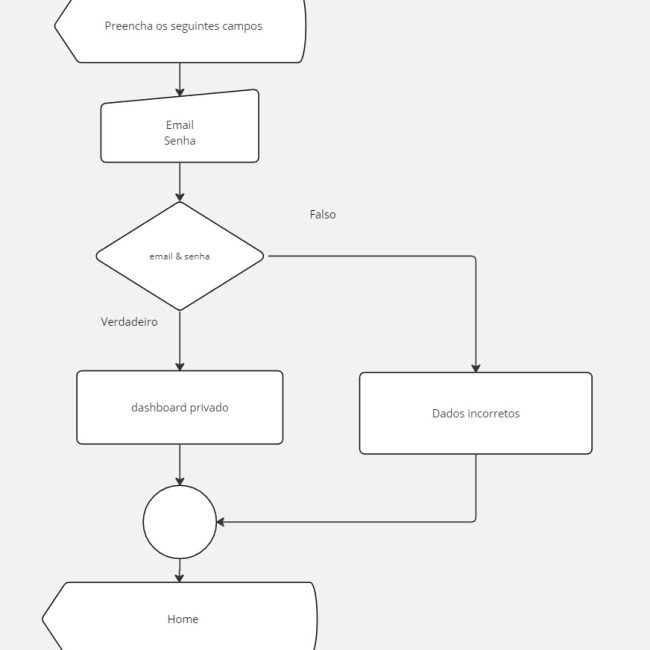 Preencha os seguintes campos
Email
Senha
Falso
email & senha
Verdadeiro
dashboard privado
Dados incorretos
Home